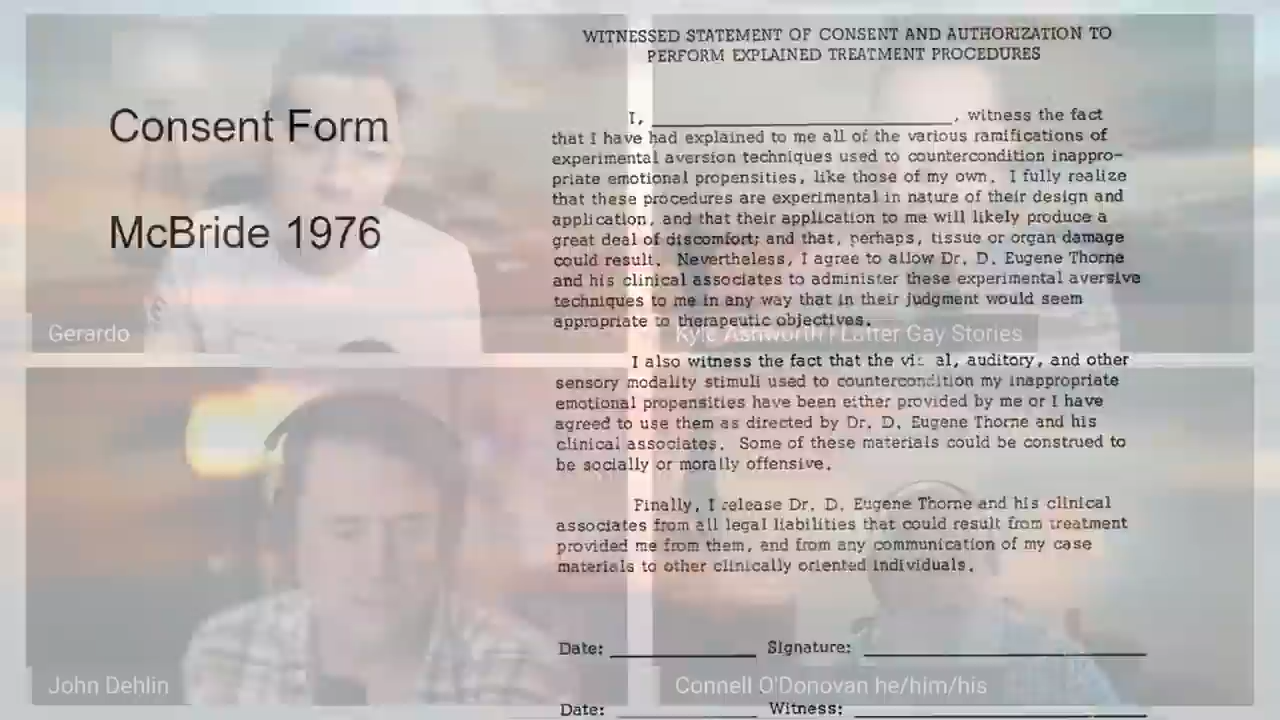 Consent Form
McBride 1976
WITNESSED STATEMENT OF CONSENT AND AUTHORIZATION TO
PERFORM EXPLAINED TREATMENT PROCEDURES
I, , witness the fact
that I have had explained to me all of the various ramifications of
experimental aversion techniques used to countercondition inappro-
priate emotional propensities, like those of my own. I fully realize
that these procedures are experimental in nature of their design and
application, and that their application to me will likely produce a
great deal of discomfort; and that, perhaps, tissue or organ damage
could result. Nevertheless, I agree to allow Dr. D. Eugene Thorne
and his clinical associates to administer these experimental aversive
techniques to me in any way that in their judgment would seem
appropriate to therapeutic objectives.
I also witness the fact that the al, auditory, and other
sensory modality stimuli used to countercondition my inappropriate
emotional propensities have been either provided by me or I have
agreed to use them as directed by Dr. D. Eugene Thorne and his
clinical associates. Some of these materials could be construed to
be socially or morally offensive.
Finally, I release Dr. D. Eugene Thorne and his clinical
associates from all legal liabilities that could result from treatment
provided me from them, and from any communication of my case
materials to other clinically oriented individuals.
Date: Signature:
Date: Witness:
Gerardo
Kyle Ashworth | Latter Gay Stories
John Dehlin
Connell O'Donovan he/him/his